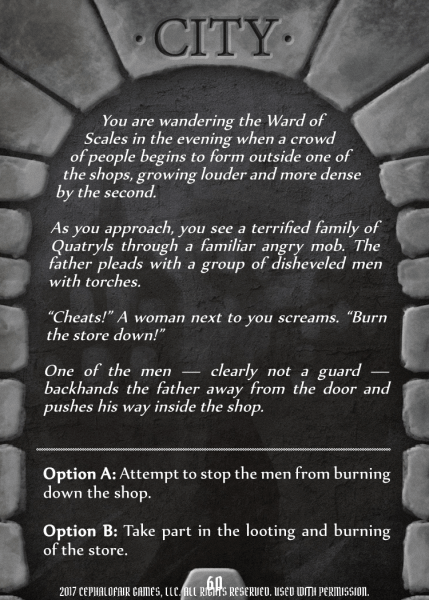 · CITY ·
You are wandering the Ward of
Scales in the evening when a crowd
of people begins to form outside one of
the shops, growing louder and more dense
by the second.
As you approach, you see a terrified family of
Quatryls through a familiar angry mob. The
father pleads with a group of disheveled men
with torches.
“Cheats!” A woman next to you screams. “Burn
the store down!”
One of the men — clearly not a guard —
backhands the father away from the door and
pushes his way inside the shop.
Option A: Attempt to stop the men from burning
down the shop.
Option B: Take part in the looting and burning
of the store.
60
2017 CEPHALOFAIR GAMES, LLC. ALL RIGHTS RESERVED. USED WITH PERMISSION.